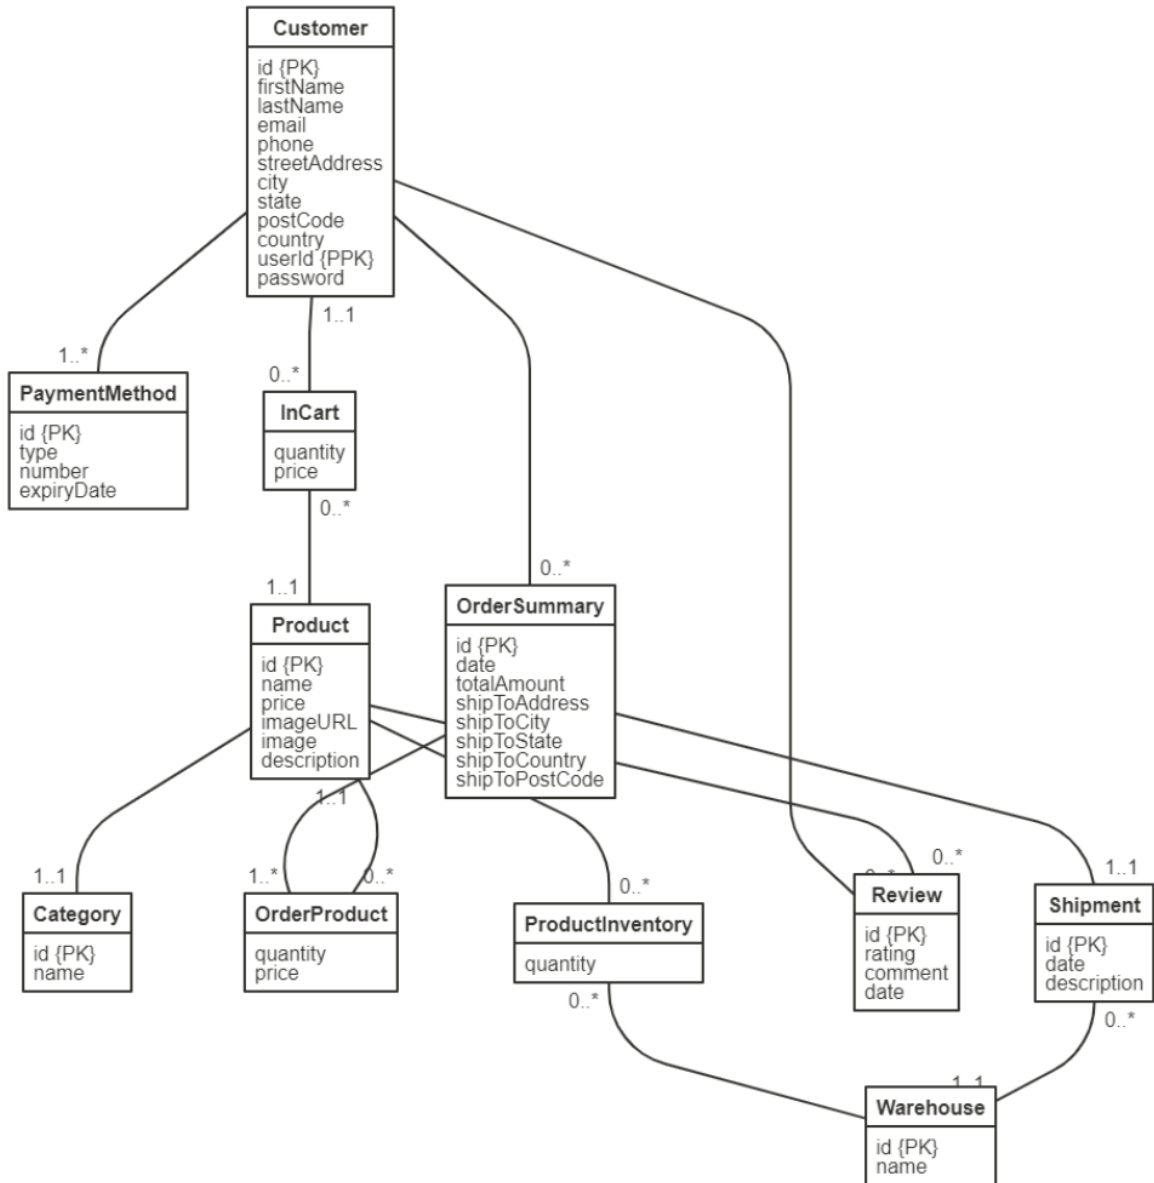 Customer
id {PK}
firstName
lastName
email
phone
streetAddress
city
state
postCode
country
userId {PPK}
password
1..1
1..*
0..*
PaymentMethod
id {PK}
type
number
expiryDate
InCart
quantity
price
0..*
1..1
0..*
Product
id {PK}
name
price
imageURL
image
description
OrderSummary
id {PK}
date
totalAmount
shipToAddress
shipToCity
shipToState
shipToCountry
shipToPostCode
1..1
1..1
1..*
0..*
0..*
0..*
0..*
1..1
Category
id {PK}
name
OrderProduct
quantity
price
ProductInventory
quantity
Review
id {PK}
rating
comment
date
Shipment
id {PK}
date
description
0..*
0..*
1..1
Warehouse
id {PK}
name